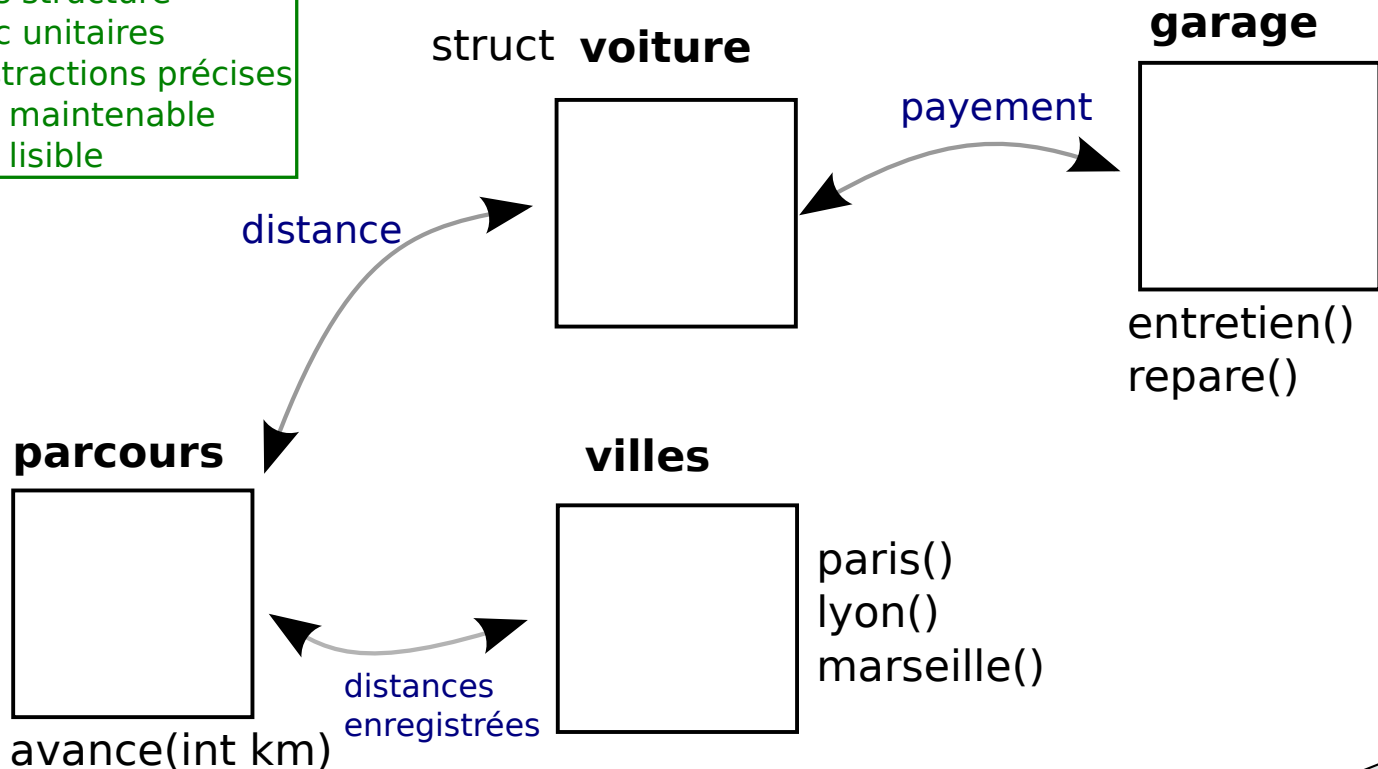 structure
unitaires
précises
maintenable
lisible
struct voiture
garage
payement
distance
entretien()
repare()
parcours
villes
paris()
lyon()
marseille()
distances
enregistrées
avance(int km)